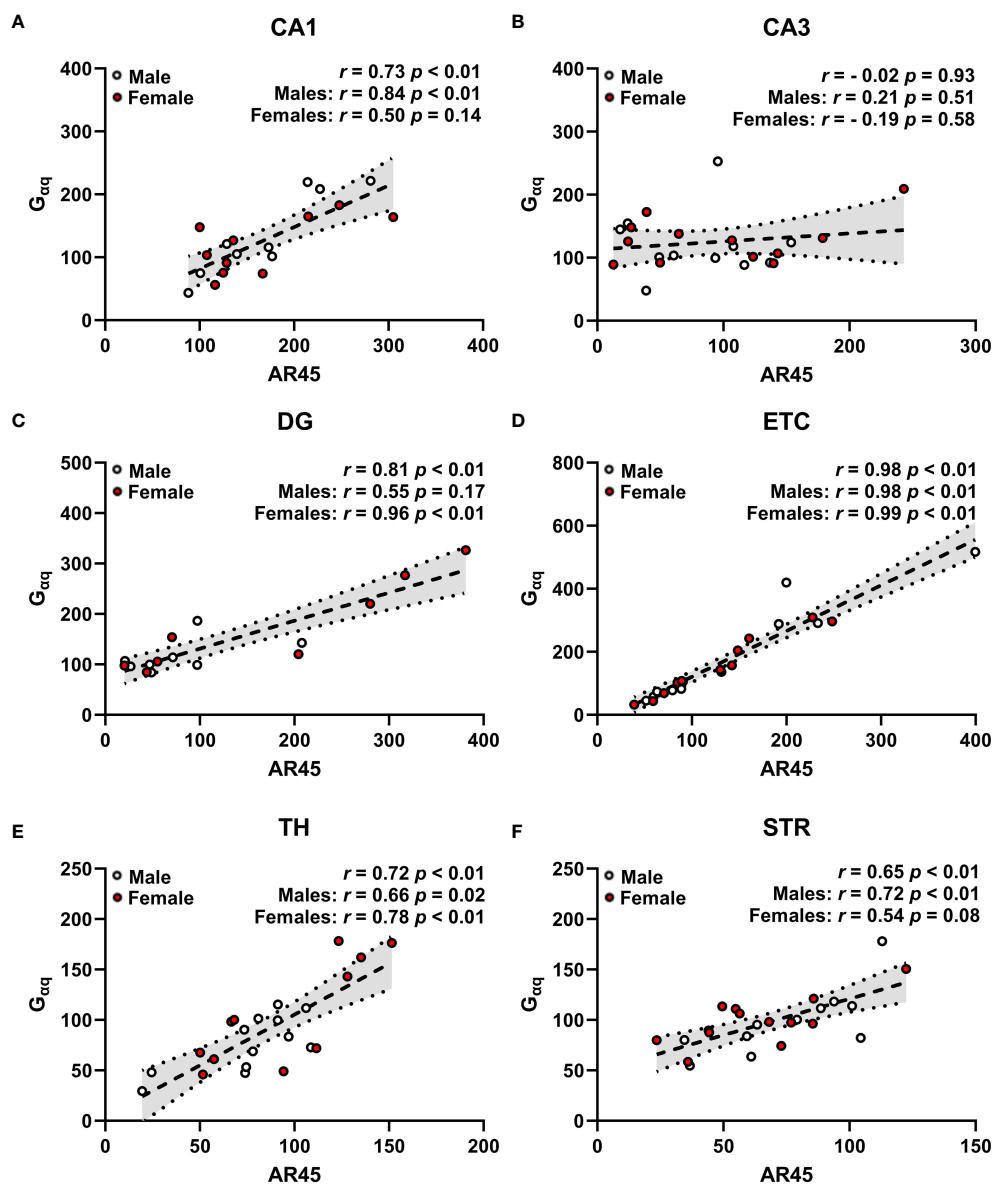 A
CA1
Male
Female
r = 0.73 p < 0.01
Males: r = 0.84 p < 0.01
Females: r = 0.50 p = 0.14
400
300
200
100
0
Gαq
0 100 200 300 400
AR45
B
CA3
Male
Female
r = - 0.02 p = 0.93
Males: r = 0.21 p = 0.51
Females: r = - 0.19 p = 0.58
400
300
200
100
0
Gαq
0 100 200 300
AR45
C
DG
Male
Female
r = 0.81 p < 0.01
Males: r = 0.55 p = 0.17
Females: r = 0.96 p < 0.01
500
400
300
200
100
0
Gαq
0 100 200 300 400
AR45
D
ETC
Male
Female
r = 0.98 p < 0.01
Males: r = 0.98 p < 0.01
Females: r = 0.99 p < 0.01
800
600
400
200
0
Gαq
0 100 200 300 400
AR45
E
TH
Male
Female
r = 0.72 p < 0.01
Males: r = 0.66 p = 0.02
Females: r = 0.78 p < 0.01
250
200
150
100
50
0
Gαq
0 50 100 150 200
AR45
F
STR
Male
Female
r = 0.65 p < 0.01
Males: r = 0.72 p < 0.01
Females: r = 0.54 p = 0.08
250
200
150
100
50
0
Gαq
0 50 100 150
AR45